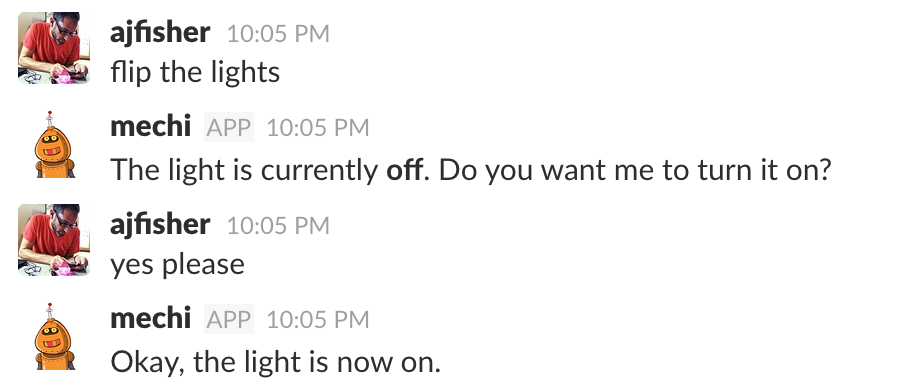 ajfisher 10:05 PM
flip the lights
mechi APP 10:05 PM
The light is currently off. Do you want me to turn it on?
ajfisher 10:05 PM
yes please
mechi APP 10:05 PM
Okay, the light is now on.